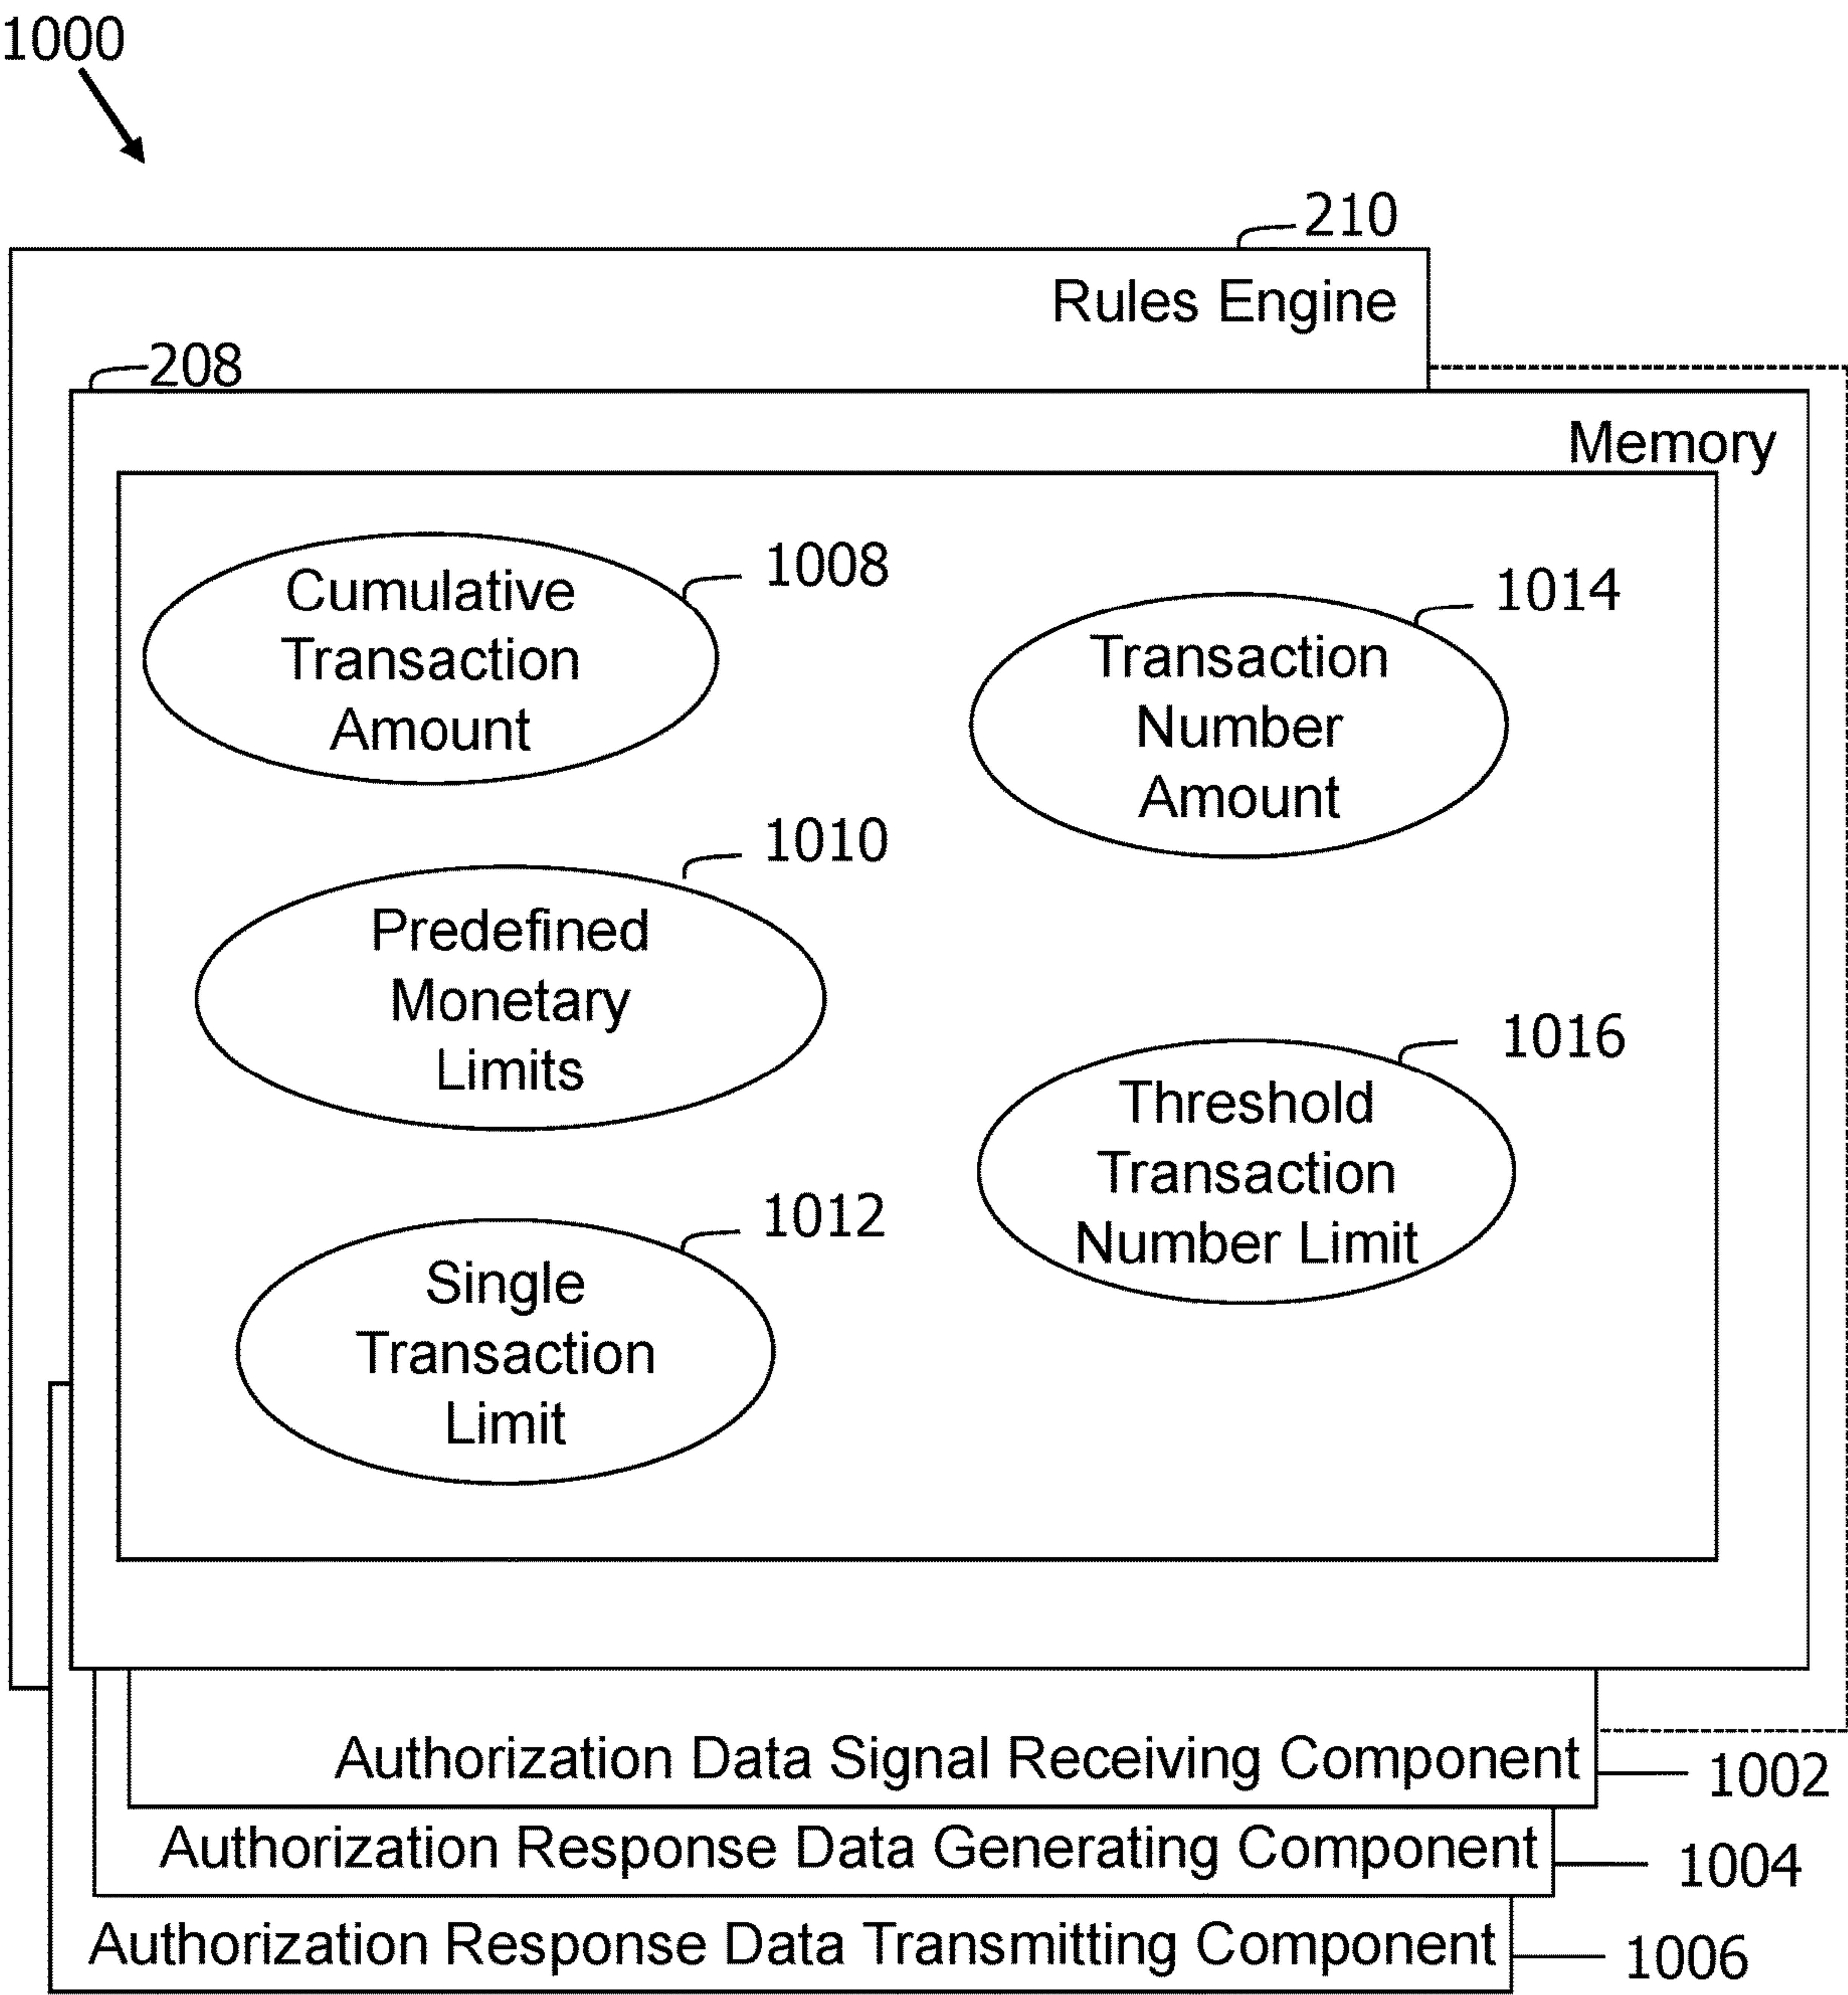 1000
210
Rules Engine
208
Memory
Cumulative
Transaction
Amount
1008
Transaction
Number
Amount
1014
Predefined
Monetary
Limits
1010
Threshold
Transaction
Number Limit
1016
Single
Transaction
Limit
1012
Authorization Data Signal Receiving Component
1002
Authorization Response Data Generating Component
1004
Authorization Response Data Transmitting Component
1006